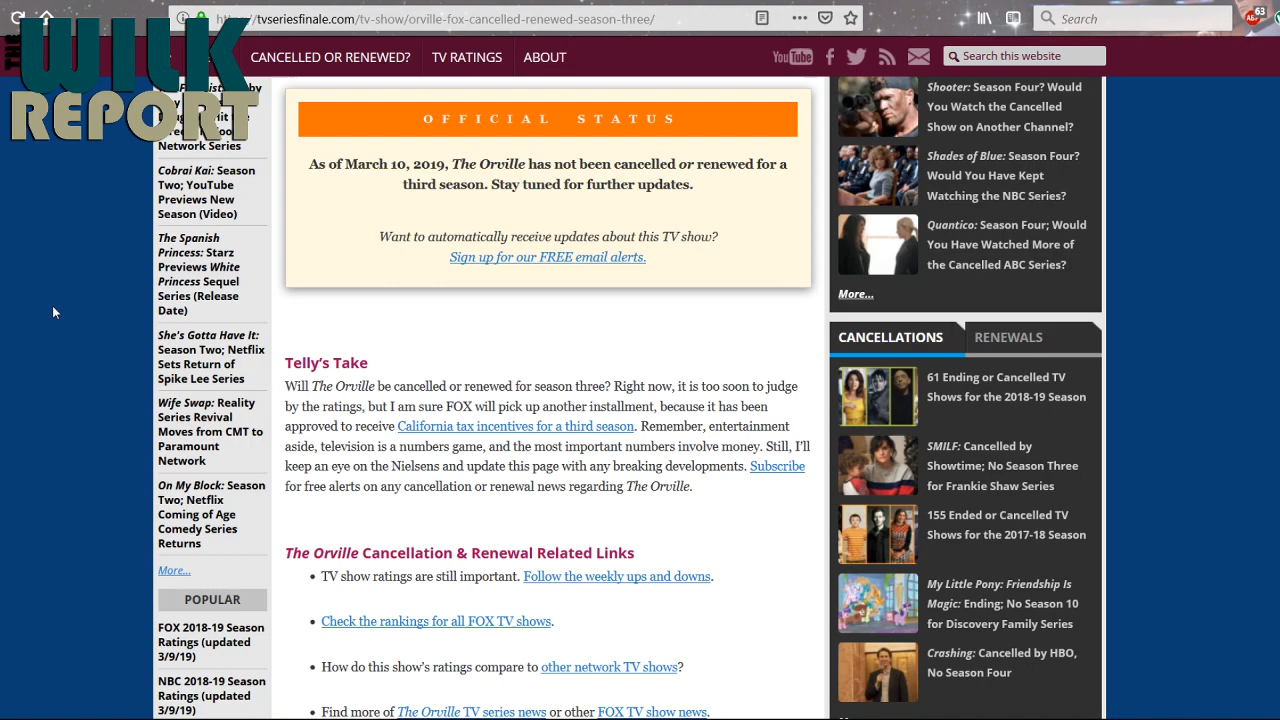 https://tvseriesfinale.com/tv-show/orville-fox-cancelled-renewed-season-three/
Search
63
THE
WILK
REPORT
CANCELLED OR RENEWED?
TV RATINGS
ABOUT
YouTube
Search this website
Network Series
Cobrai Kai: Season
Two; YouTube
Previews New
Season (Video)
The Spanish
Princess: Starz
Previews White
Princess Sequel
Series (Release
Date)
She's Gotta Have It:
Season Two; Netflix
Sets Return of
Spike Lee Series
Wife Swap: Reality
Series Revival
Moves from CMT to
Paramount
Network
On My Block: Season
Two; Netflix
Coming of Age
Comedy Series
Returns
More...
POPULAR
FOX 2018-19 Season
Ratings (updated
3/9/19)
NBC 2018-19 Season
Ratings (updated
3/9/19)
OFFICIAL STATUS
As of March 10, 2019, The Orville has not been cancelled or renewed for a
third season. Stay tuned for further updates.
Want to automatically receive updates about this TV show?
Sign up for our FREE email alerts.
Telly's Take
Will The Orville be cancelled or renewed for season three? Right now, it is too soon to judge
by the ratings, but I am sure FOX will pick up another installment, because it has been
approved to receive California tax incentives for a third season. Remember, entertainment
aside, television is a numbers game, and the most important numbers involve money. Still, I'll
keep an eye on the Nielsens and update this page with any breaking developments. Subscribe
for free alerts on any cancellation or renewal news regarding The Orville.
The Orville Cancellation & Renewal Related Links
• TV show ratings are still important. Follow the weekly ups and downs.
• Check the rankings for all FOX TV shows.
• How do this show's ratings compare to other network TV shows?
• Find more of The Orville TV series news or other FOX TV show news.
Shooter: Season Four? Would
You Watch the Cancelled
Show on Another Channel?
Shades of Blue: Season Four?
Would You Have Kept
Watching the NBC Series?
Quantico: Season Four; Would
You Have Watched More of
the Cancelled ABC Series?
More...
CANCELLATIONS
RENEWALS
61 Ending or Cancelled TV
Shows for the 2018-19 Season
SMILF: Cancelled by
Showtime; No Season Three
for Frankie Shaw Series
155 Ended or Cancelled TV
Shows for the 2017-18 Season
My Little Pony: Friendship Is
Magic: Ending; No Season 10
for Discovery Family Series
Crashing: Cancelled by HBO,
No Season Four